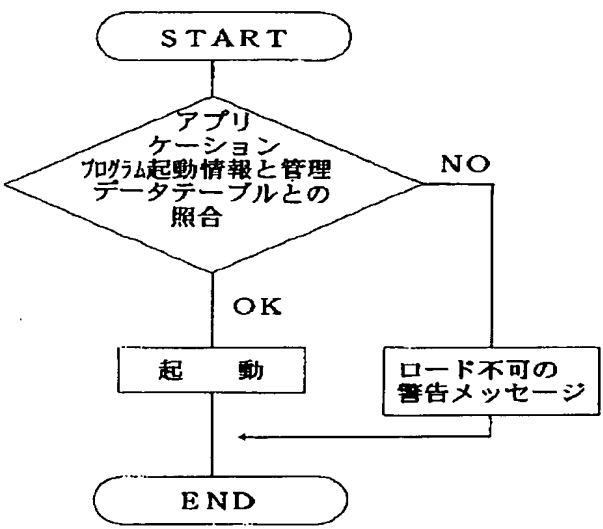 START
アプリ
ケーション
プログラム起動情報と管理
データテーブルとの
照合
NO
OK
起 動
ロード不可の
警告メッセージ
END